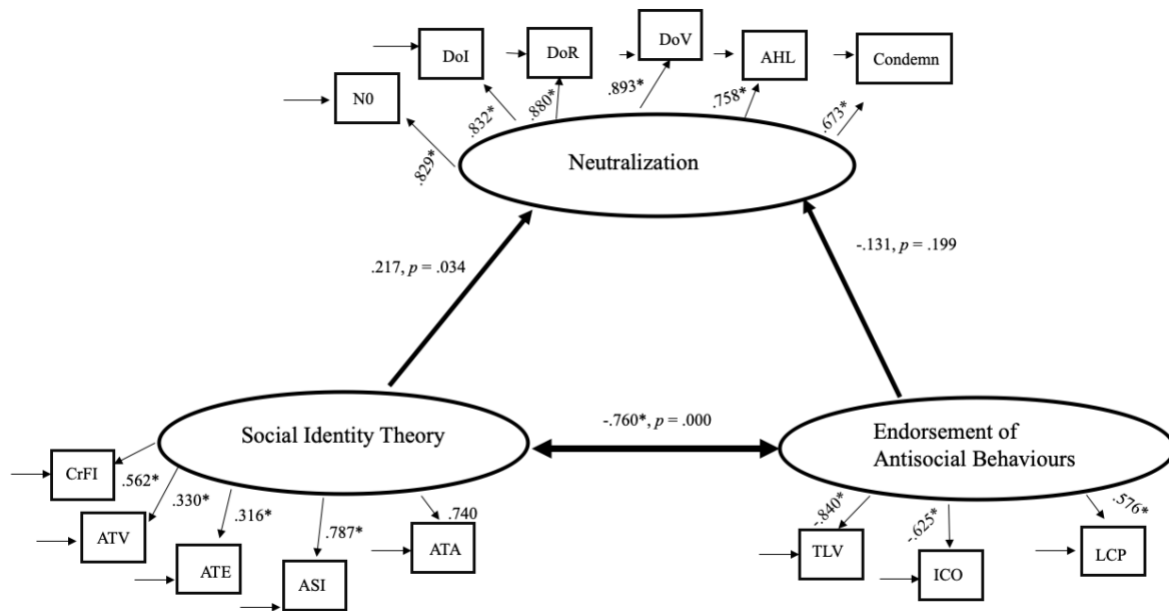 DoI
DoR
DoV
AHL
Condemn
N0
.829*
.832*
.880*
.893*
.758*
.673*
Neutralization
.217, p = .034
-.131, p = .199
-.760*, p = .000
Social Identity Theory
Endorsement of
Antisocial Behaviours
CrFI
.562*
.330*
.316*
.787*
.740
ATV
ATE
ASI
ATA
-.840*
-.625*
.576*
TLV
ICO
LCP